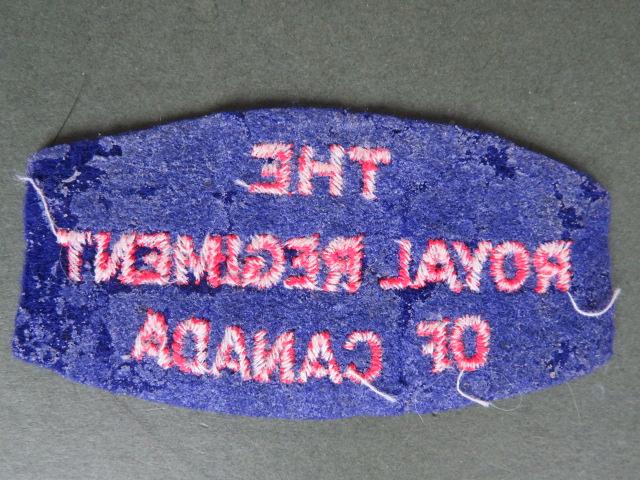 THE
ROYAL REGIMENT
OF CANADA